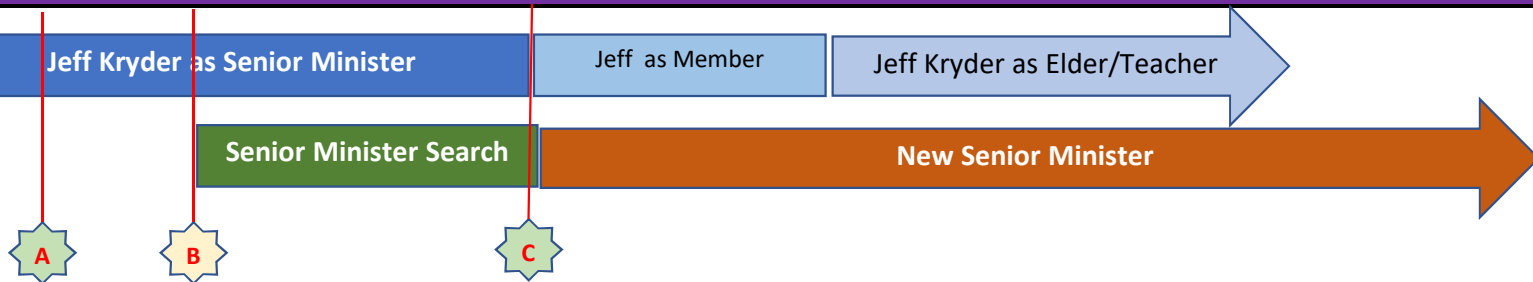 Jeff Kryder as Senior Minister
Jeff as Member
Jeff Kryder as Elder/Teacher
Senior Minister Search
New Senior Minister
A
B
C